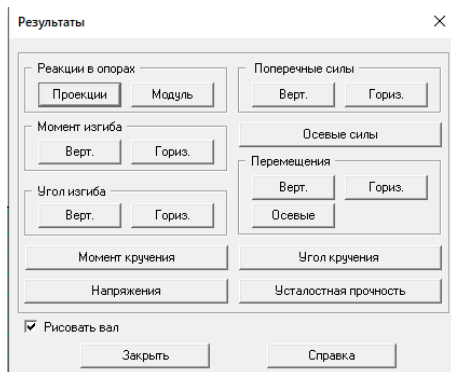 Результаты
Реакции в опорах
Проекции Модуль
Момент изгиба
Верт. Гориз.
Угол изгиба
Верт. Гориз.
Поперечные силы
Верт. Гориз.
Осевые силы
Перемещения
Верт. Гориз.
Осевые
Момент кручения Угол кручения
Напряжения Усталостная прочность
Рисовать вал
Закрыть Справка